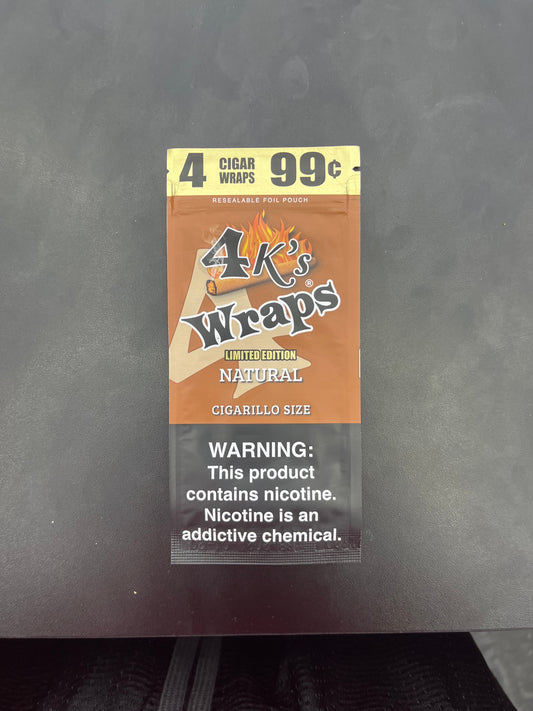 4 CIGAR WRAPS 99¢
RESEALABLE FOIL POUCH
4K's
Wraps®
LIMITED EDITION
NATURAL
CIGARILLO SIZE
WARNING:
This product
contains nicotine.
Nicotine is an
addictive chemical.